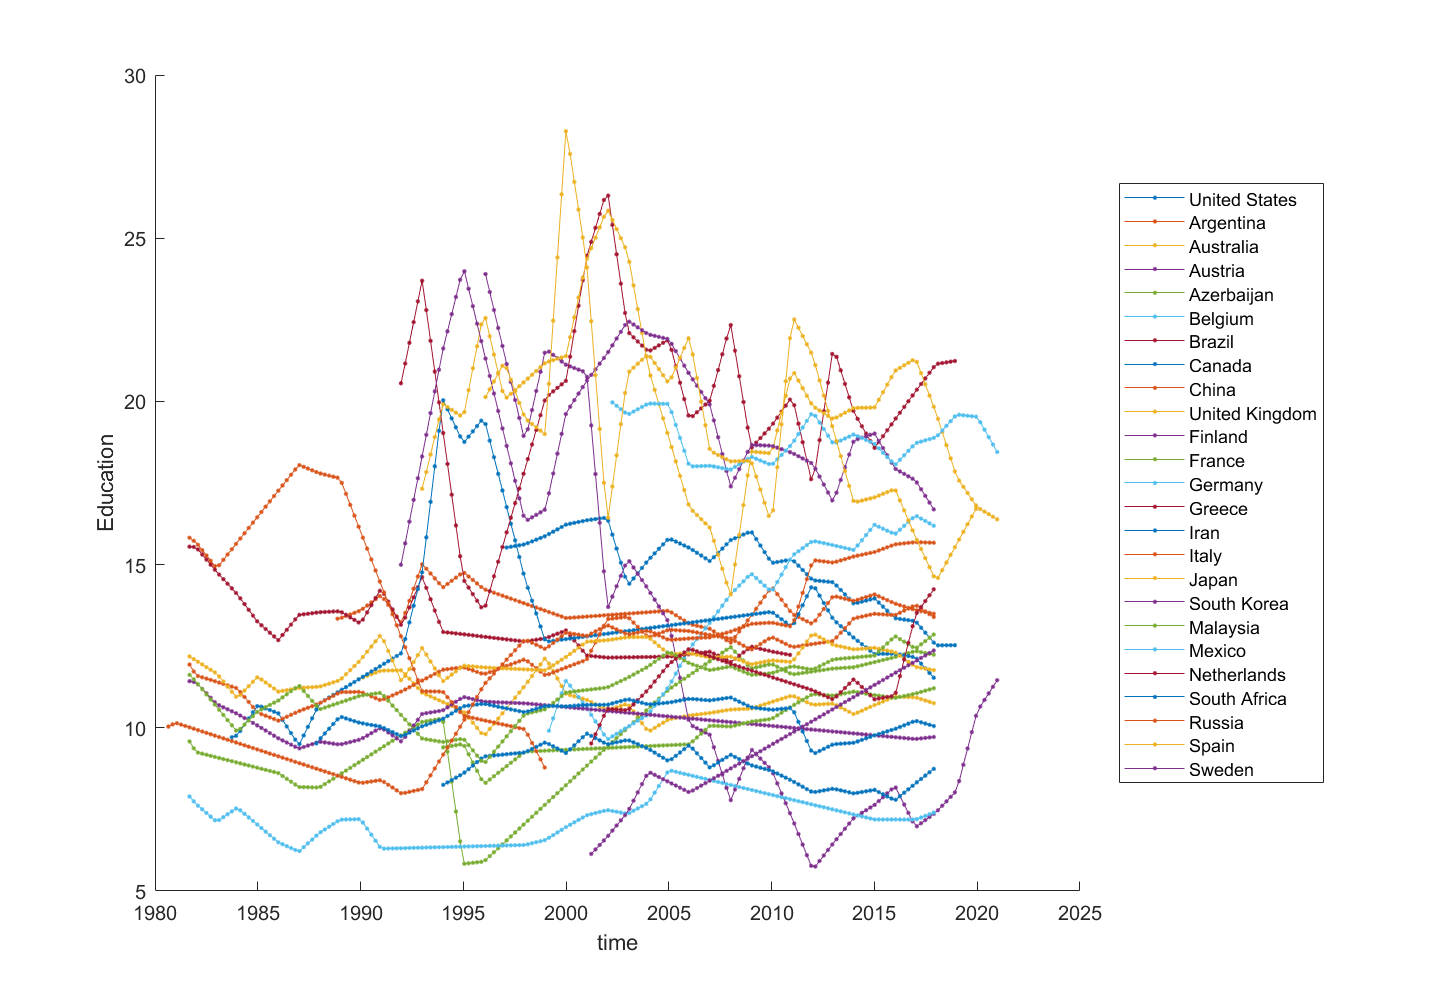 30
25
20
15
10
5
Education
1980 1985 1990 1995 2000 2005 2010 2015 2020 2025
time
United States
Argentina
Australia
Austria
Azerbaijan
Belgium
Brazil
Canada
China
United Kingdom
Finland
France
Germany
Greece
Iran
Italy
Japan
South Korea
Malaysia
Mexico
Netherlands
South Africa
Russia
Spain
Sweden